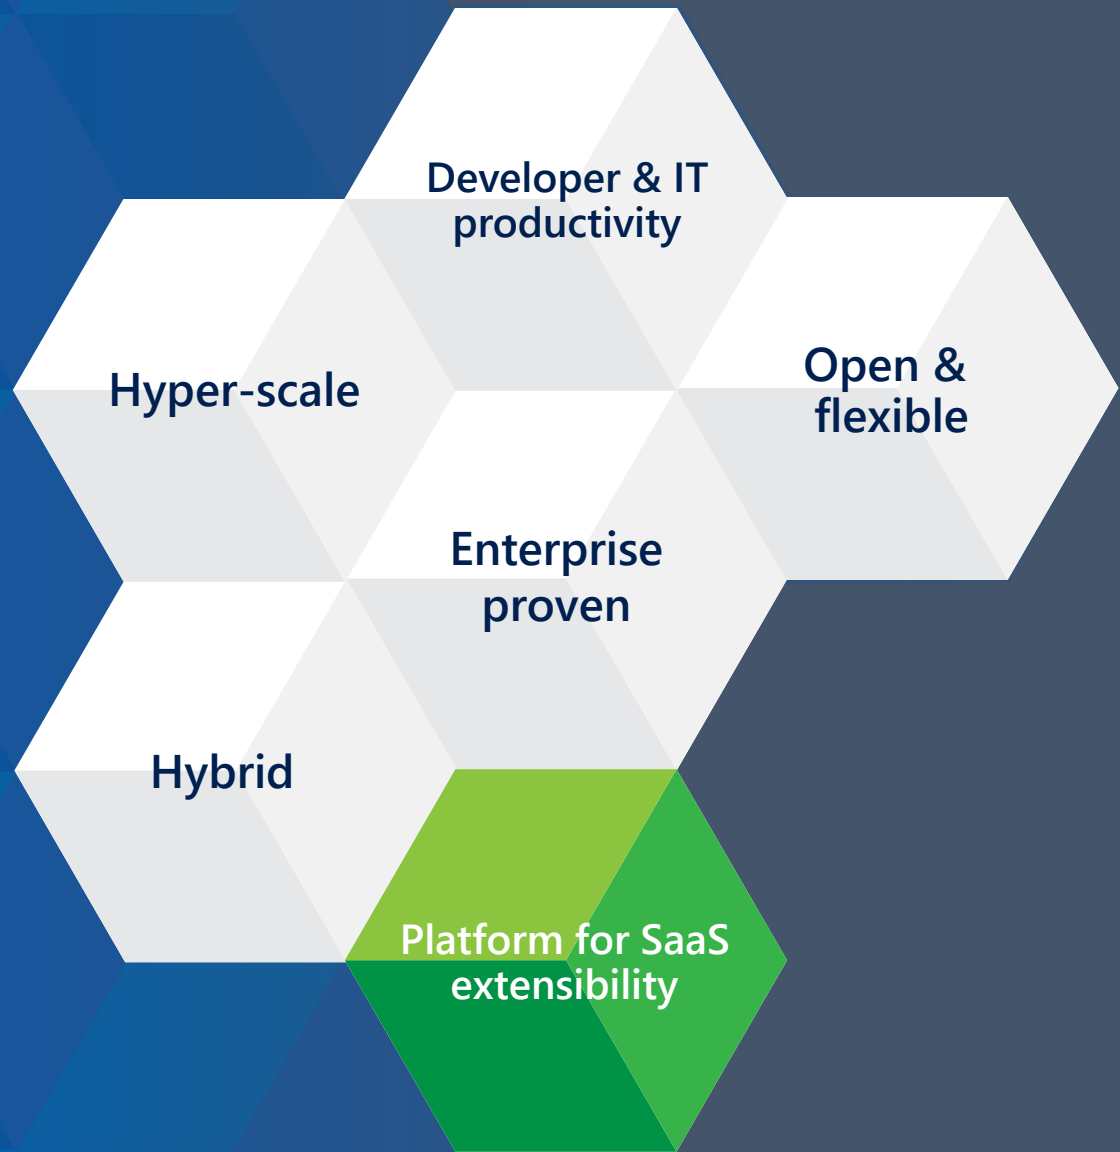 Developer & IT
productivity
Hyper-scale
Open &
flexible
Enterprise
proven
Hybrid
Platform for SaaS
extensibility